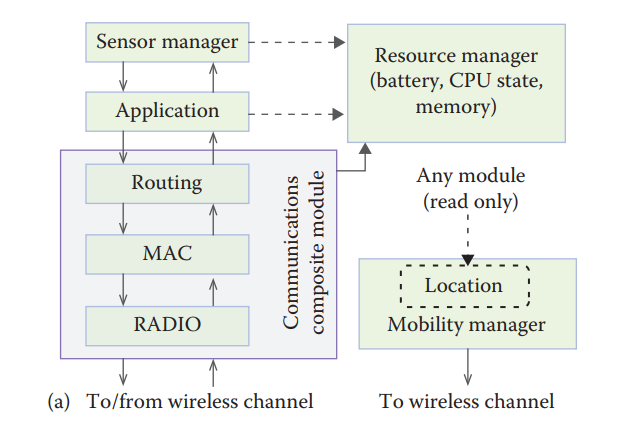 Sensor manager
Application
Routing
MAC
RADIO
Communications
composite module
Resource manager
(battery, CPU state,
memory)
Any module
(read only)
Location
Mobility manager
(a) To/from wireless channel
To wireless channel